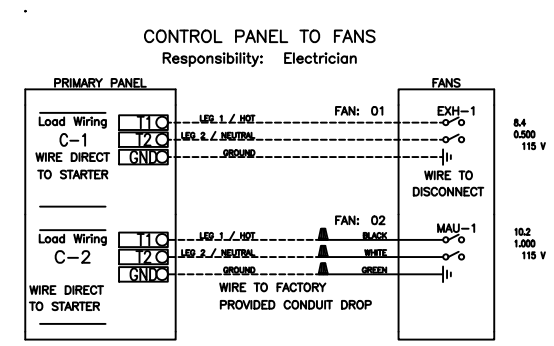 CONTROL PANEL TO FANS
Responsibility: Electrician
PRIMARY PANEL
FANS
Load Wiring
C-1
WIRE DIRECT
TO STARTER
T1
T2
GND
LEG 1 / HOT
LEG 2 / NEUTRAL
GROUND
FAN: 01
EXH-1
WIRE TO
DISCONNECT
8.4
0.500
115 V
Load Wiring
C-2
WIRE DIRECT
TO STARTER
T1
T2
GND
LEG 1 / HOT
LEG 2 / NEUTRAL
GROUND
FAN: 02
BLACK
WHITE
GREEN
WIRE TO FACTORY
PROVIDED CONDUIT DROP
MAU-1
10.2
1.000
115 V